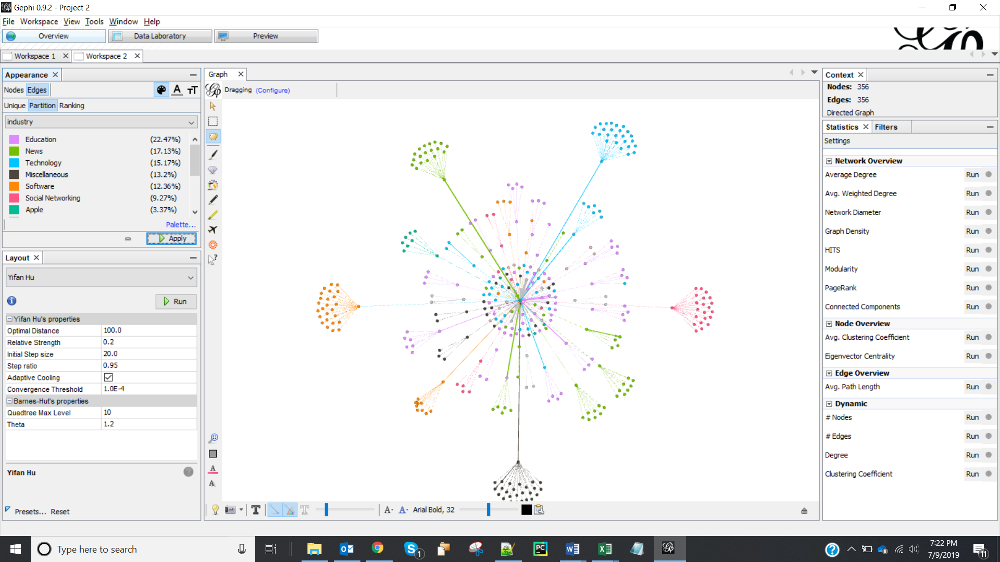 Gephi 0.9.2 - Project 2
File Workspace View Tools Window Help
Overview Data Laboratory Preview
Workspace 1 Workspace 2
Appearance
Nodes Edges
Unique Partition Ranking
industry
Education (22.47%)
News (17.13%)
Technology (15.17%)
Miscellaneous (13.2%)
Software (12.36%)
Social Networking (9.27%)
Apple (3.37%)
Palette...
Apply
Layout
Yifan Hu
Run
Yifan Hu's properties
Optimal Distance 100.0
Relative Strength 0.2
Initial Step size 20.0
Step ratio 0.95
Adaptive Cooling
Convergence Threshold 1.0E-4
Barnes-Hut's properties
Quadtree Max Level 10
Theta 1.2
Yifan Hu
Presets... Reset
Graph
Dragging (Configure)
Arial Bold, 32
Context
Nodes: 356
Edges: 356
Directed Graph
Statistics Filters
Settings
Network Overview
Average Degree Run
Avg. Weighted Degree Run
Network Diameter Run
Graph Density Run
HITS Run
Modularity Run
PageRank Run
Connected Components Run
Node Overview
Avg. Clustering Coefficient Run
Eigenvector Centrality Run
Edge Overview
Avg. Path Length Run
Dynamic
# Nodes Run
# Edges Run
Degree Run
Clustering Coefficient Run
Type here to search
1
7:22 PM
7/9/2019
11